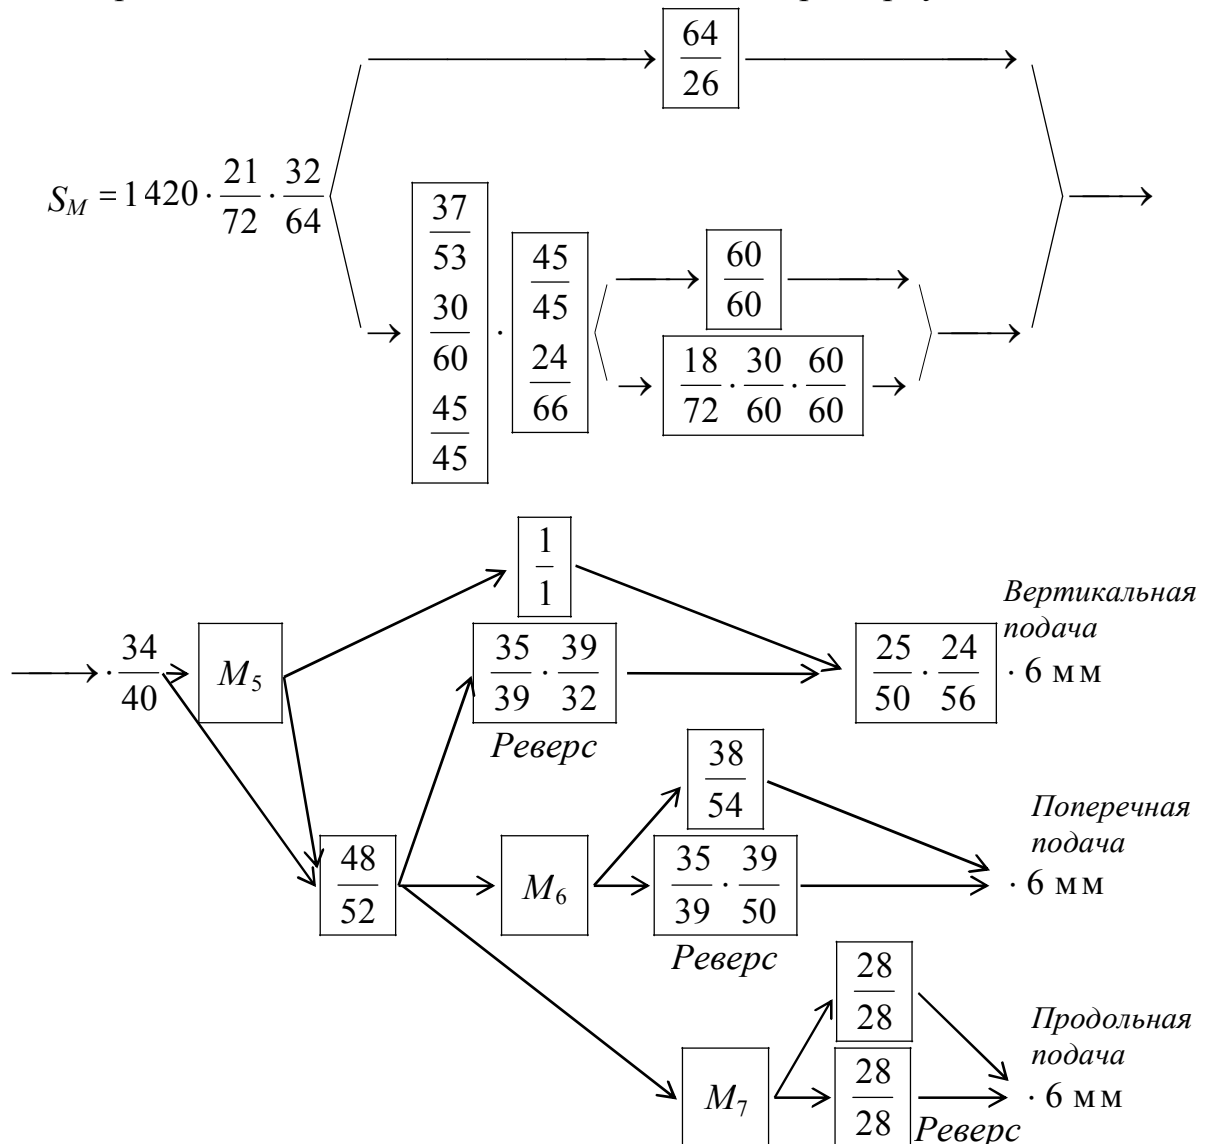 64/26
S_M = 1420 · 21/72 · 32/64
37/53
30/60
45/45
·
45/45
24/66
60/60
18/72 · 30/60 · 60/60
· 34/40
M_5
1/1
35/39 · 39/32
Реверс
25/50 · 24/56 · 6 мм
Вертикальная
подача
48/52
M_6
38/54
35/39 · 39/50
Реверс
Поперечная
подача
· 6 мм
M_7
28/28
28/28
Реверс
Продольная
подача
· 6 мм